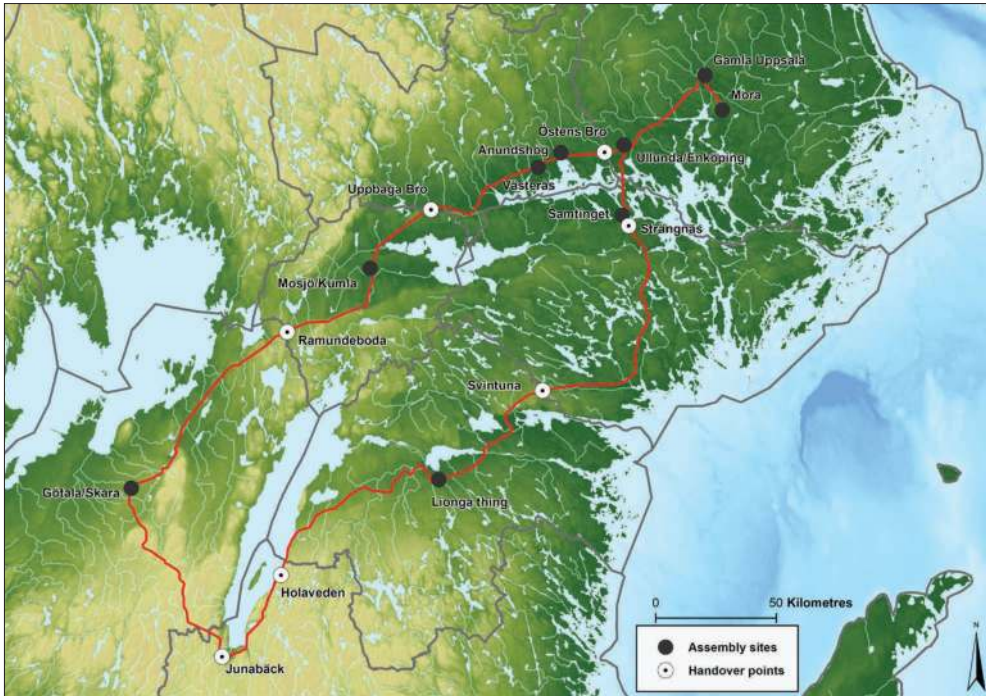 Gamla Uppsala
Mora
Östens Bro
Anundshög
Ullunda/Enköping
Västerås
Uppbåga Bro
Samtinget
Strängnäs
Mosjö/Kumla
Ramundeboda
Svintuna
Götala/Skara
Lionga thing
Holaveden
Junabäck
0 50 Kilometres
Assembly sites
Handover points
N